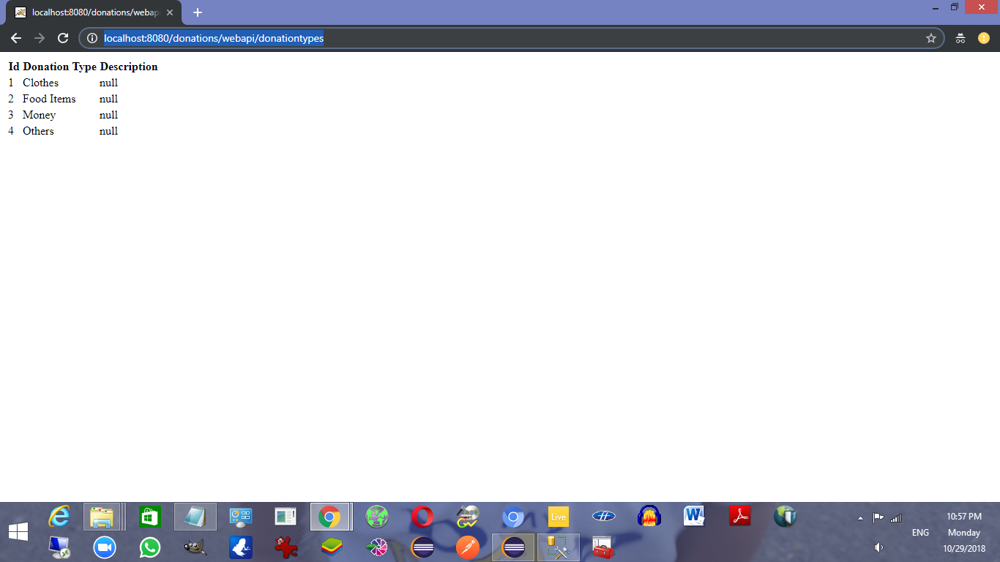 localhost:8080/donations/webap
localhost:8080/donations/webapi/donationtypes
Id Donation Type Description
1 Clothes null
2 Food Items null
3 Money null
4 Others null
Live
10:57 PM
ENG Monday
10/29/2018